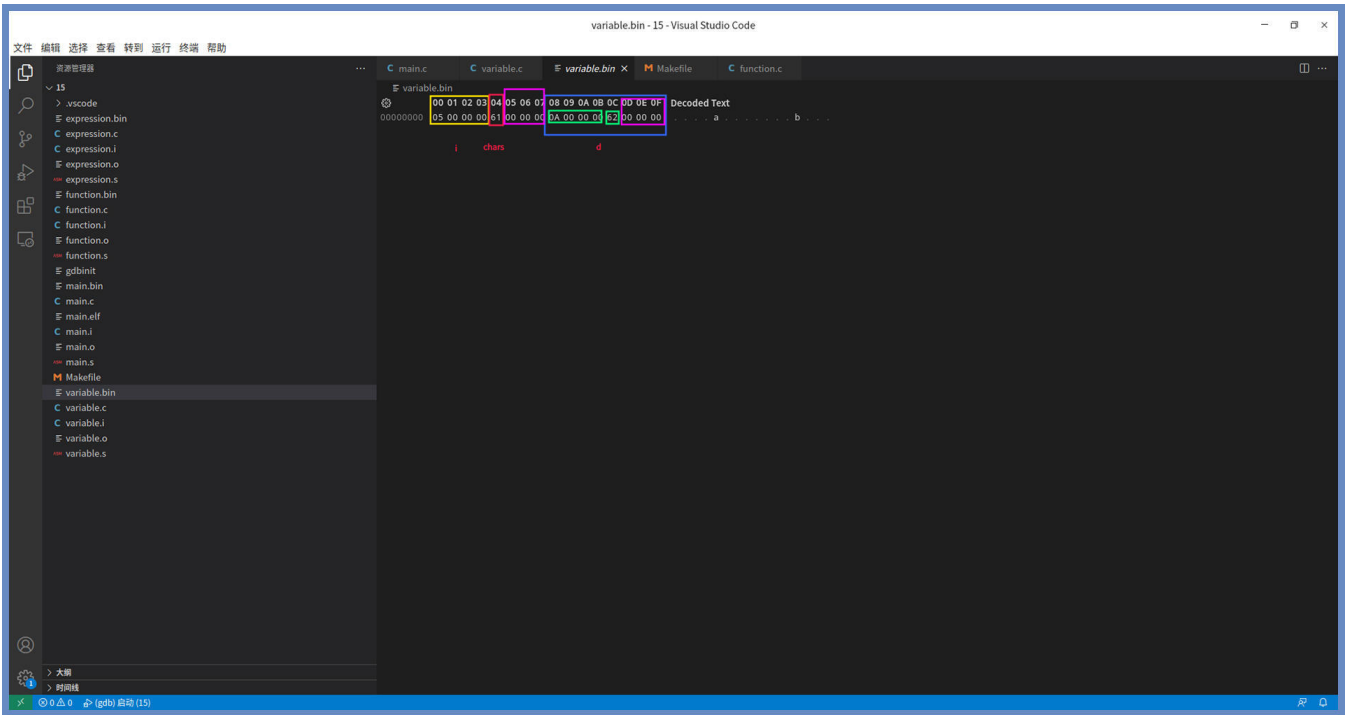 variable.bin - 15 - Visual Studio Code
文件 编辑 选择 查看 转到 运行 终端 帮助
资源管理器
15
.vscode
expression.bin
expression.c
expression.i
expression.o
expression.s
function.bin
function.c
function.i
function.o
function.s
gdbinit
main.bin
main.c
main.elf
main.i
main.o
main.s
Makefile
variable.bin
variable.c
variable.i
variable.o
variable.s
大纲
时间线
C main.c C variable.c variable.bin M Makefile C function.c
variable.bin
00 01 02 03 04 05 06 07 08 09 0A 0B 0C 0D 0E 0F Decoded Text
00000000 05 00 00 00 61 00 00 00 0A 00 00 00 62 00 00 00 . . . . a . . . . . . . b . . .
i chars d
1
0 0 (gdb) 启动 (15)